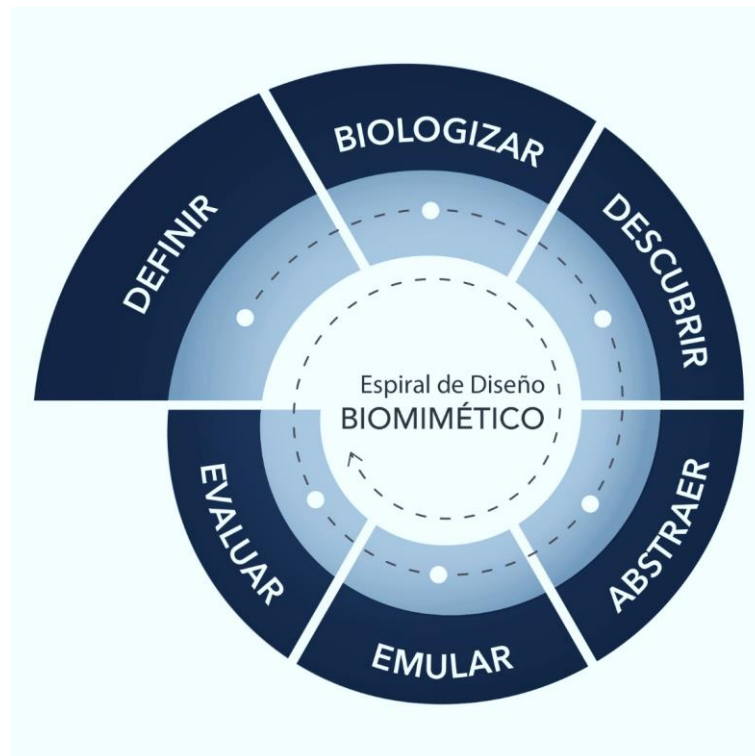 DEFINIR
BIOLOGIZAR
DESCUBRIR
ABSTRAER
EMULAR
EVALUAR
Espiral de Diseño
BIOMIMÉTICO